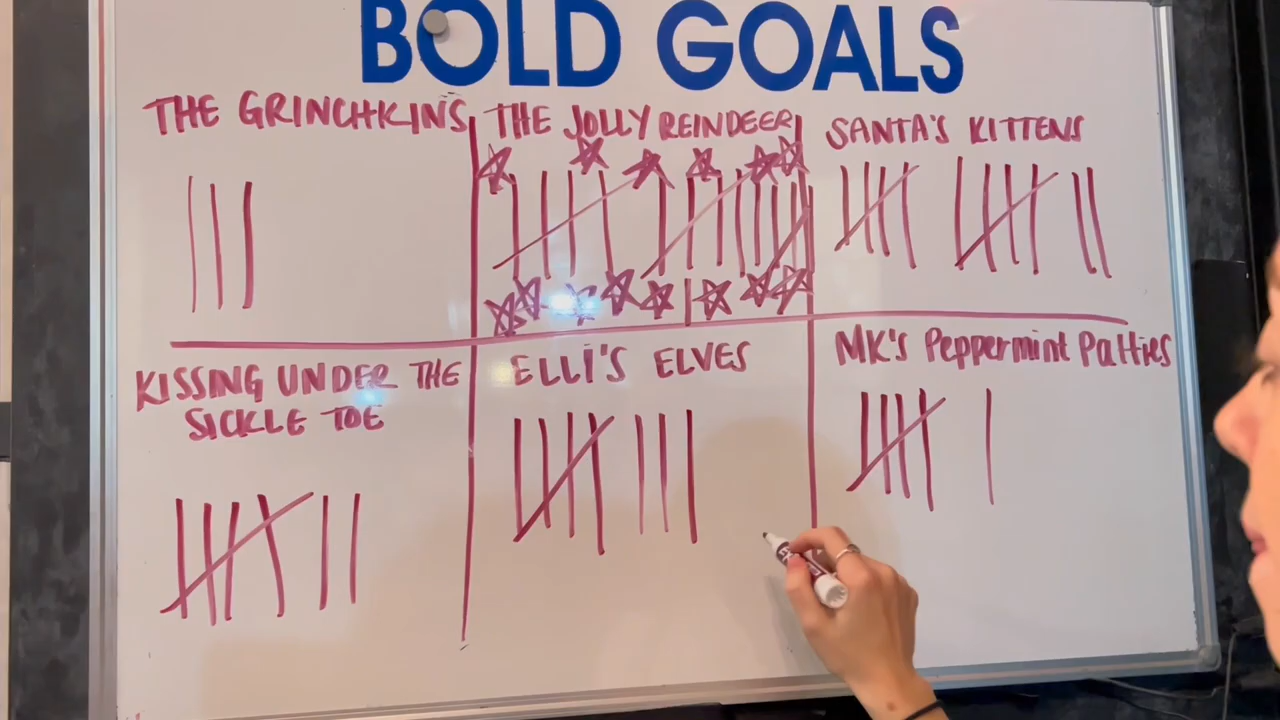 BOLD GOALS
THE GRINCHKINS
THE JOLLY REINDEER
SANTA'S KITTENS
KISSING UNDER THE
SICKLE TOE
ELLI'S ELVES
MK's Peppermint Patties